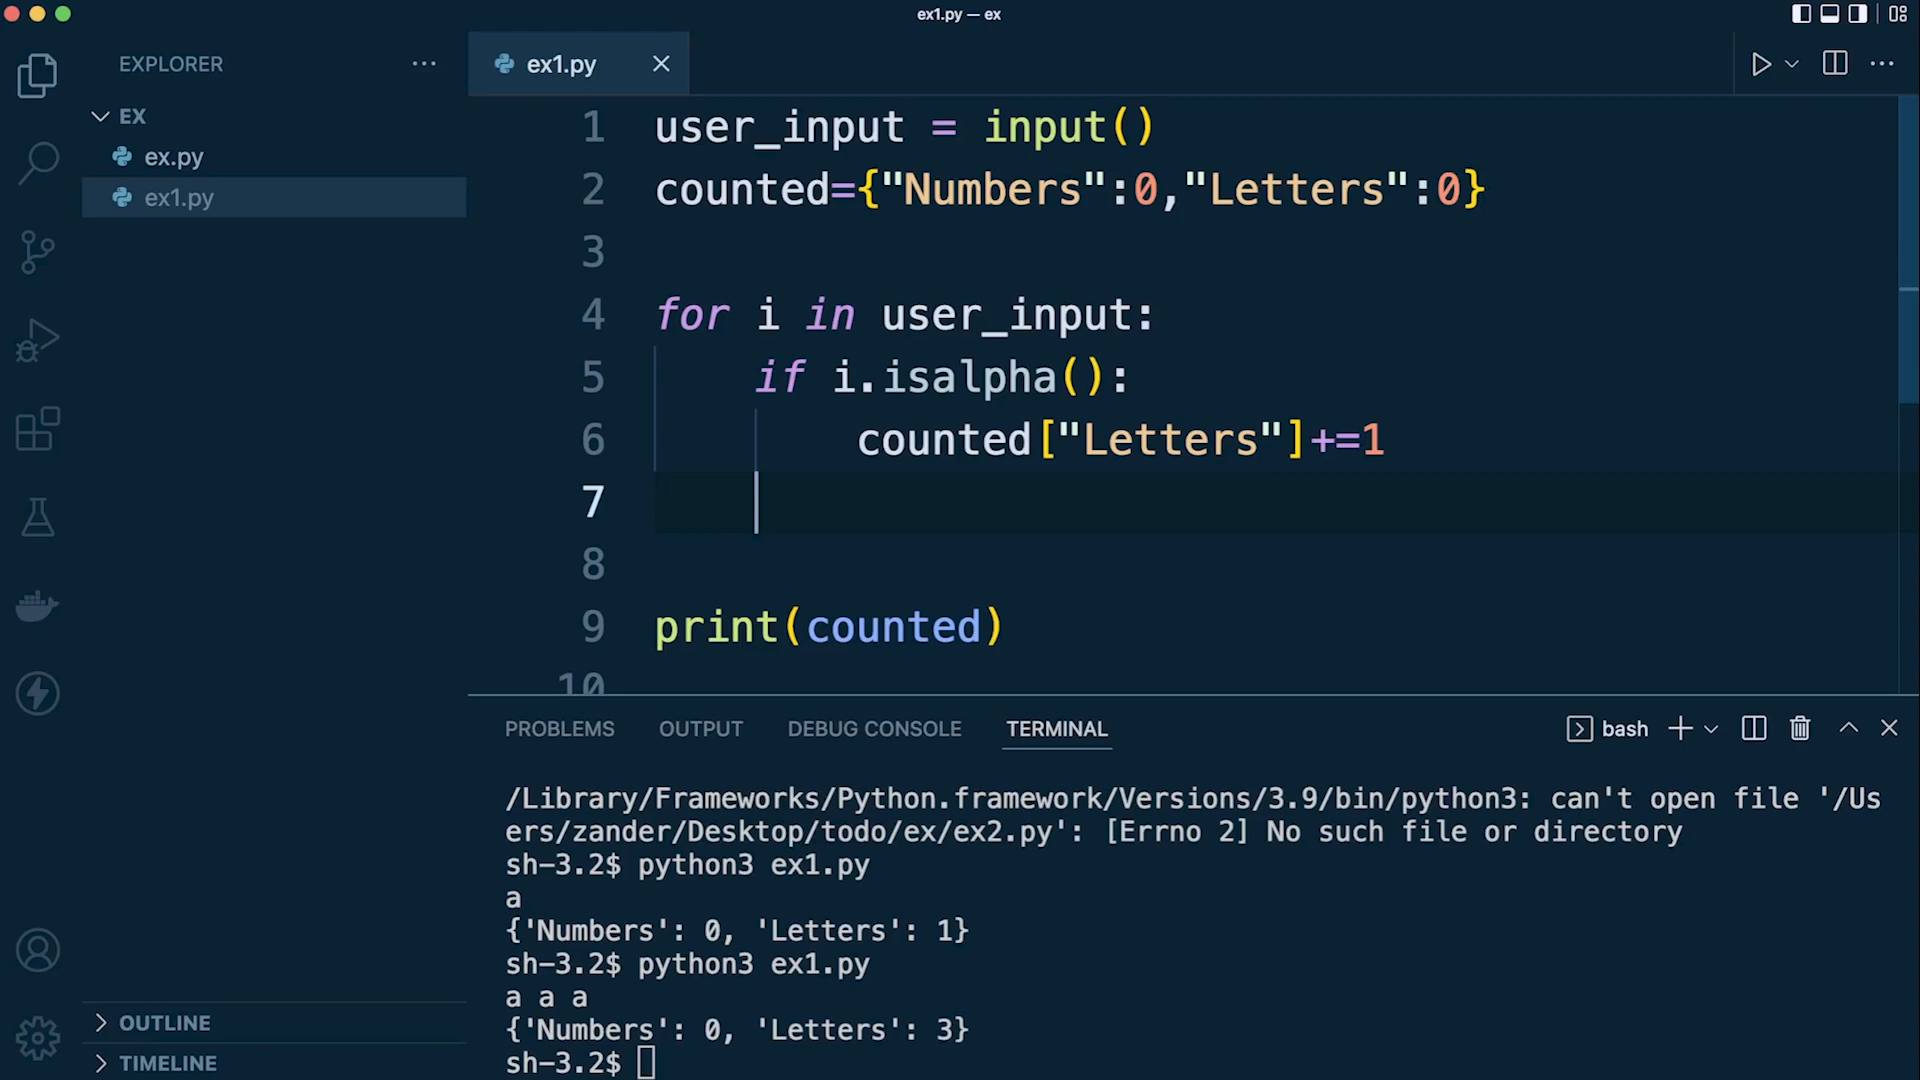 ex1.py — ex
EXPLORER
EX
ex.py
ex1.py
OUTLINE
TIMELINE
ex1.py
1 user_input = input()
2 counted={"Numbers":0,"Letters":0}
3
4 for i in user_input:
5 if i.isalpha():
6 counted["Letters"]+=1
7
8
9 print(counted)
10
PROBLEMS OUTPUT DEBUG CONSOLE TERMINAL bash
/Library/Frameworks/Python.framework/Versions/3.9/bin/python3: can't open file '/Us
ers/zander/Desktop/todo/ex/ex2.py': [Errno 2] No such file or directory
sh-3.2$ python3 ex1.py
a
{'Numbers': 0, 'Letters': 1}
sh-3.2$ python3 ex1.py
a a a
{'Numbers': 0, 'Letters': 3}
sh-3.2$